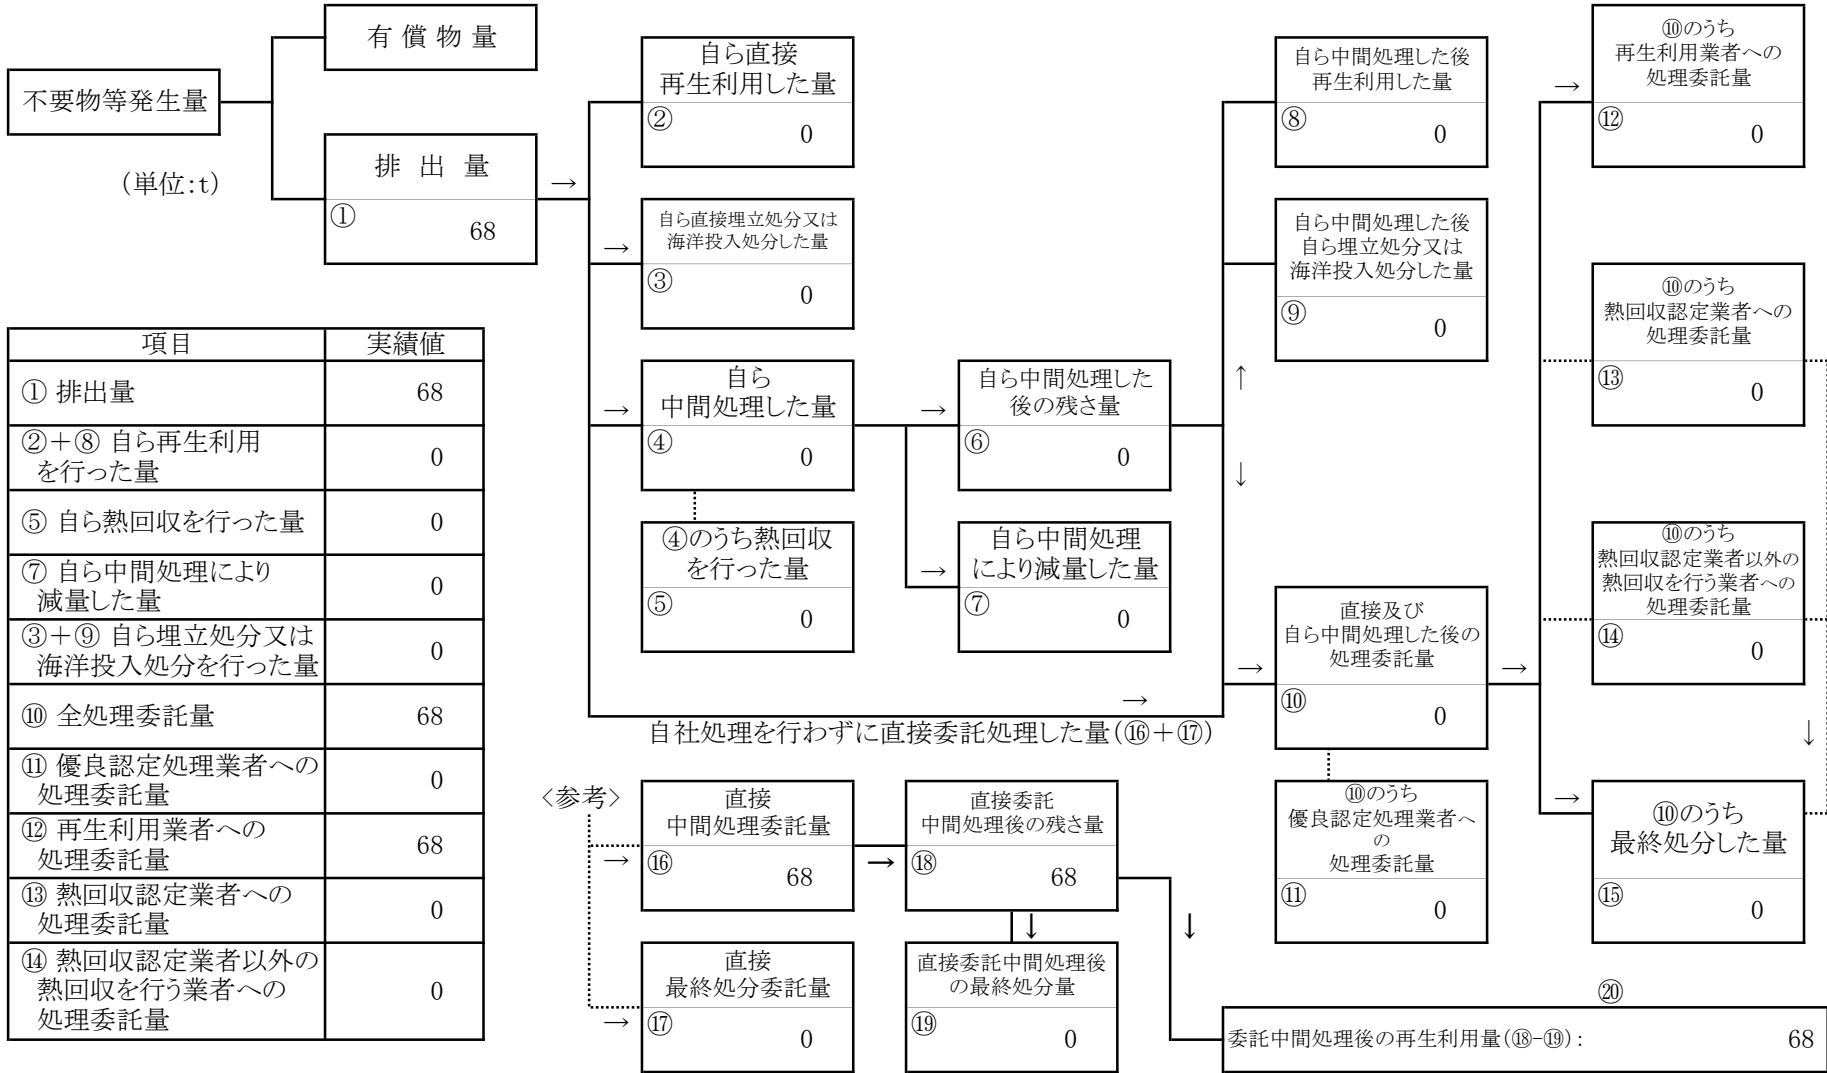 不要物等発生量
(単位:t)
有償物量
排出量
①
68
→
自ら直接
再生利用した量
②
0
→
自ら直接埋立処分又は
海洋投入処分した量
③
0
→
自ら
中間処理した量
④
0
④のうち熱回収
を行った量
⑤
0
→
自ら中間処理した
後の残さ量
⑥
0
→
自ら中間処理
により減量した量
⑦
0
↑
↓
自ら中間処理した後
再生利用した量
⑧
0
自ら中間処理した後
自ら埋立処分又は
海洋投入処分した量
⑨
0
→
自社処理を行わずに直接委託処理した量(⑯+⑰)
→
直接及び
自ら中間処理した後の
処理委託量
⑩
0
→
⑩のうち
優良認定処理業者へ
の
処理委託量
⑪
0
→
⑩のうち
再生利用業者への
処理委託量
⑫
0
⑩のうち
熱回収認定業者への
処理委託量
⑬
0
⑩のうち
熱回収認定業者以外の
熱回収を行う業者への
処理委託量
⑭
0
↓
→
⑩のうち
最終処分した量
⑮
0
項目 実績値
① 排出量 68
②+⑧ 自ら再生利用
を行った量 0
⑤ 自ら熱回収を行った量 0
⑦ 自ら中間処理により
減量した量 0
③+⑨ 自ら埋立処分又は
海洋投入処分を行った量 0
⑩ 全処理委託量 68
⑪ 優良認定処理業者への
処理委託量 0
⑫ 再生利用業者への
処理委託量 68
⑬ 熱回収認定業者への
処理委託量 0
⑭ 熱回収認定業者以外の
熱回収を行う業者への
処理委託量 0
〈参考〉
→
直接
中間処理委託量
⑯
68
→
直接委託
中間処理後の残さ量
⑱
68
↓
↓
→
直接
最終処分委託量
⑰
0
直接委託中間処理後
の最終処分量
⑲
0
⑳
委託中間処理後の再生利用量(⑱-⑲): 68